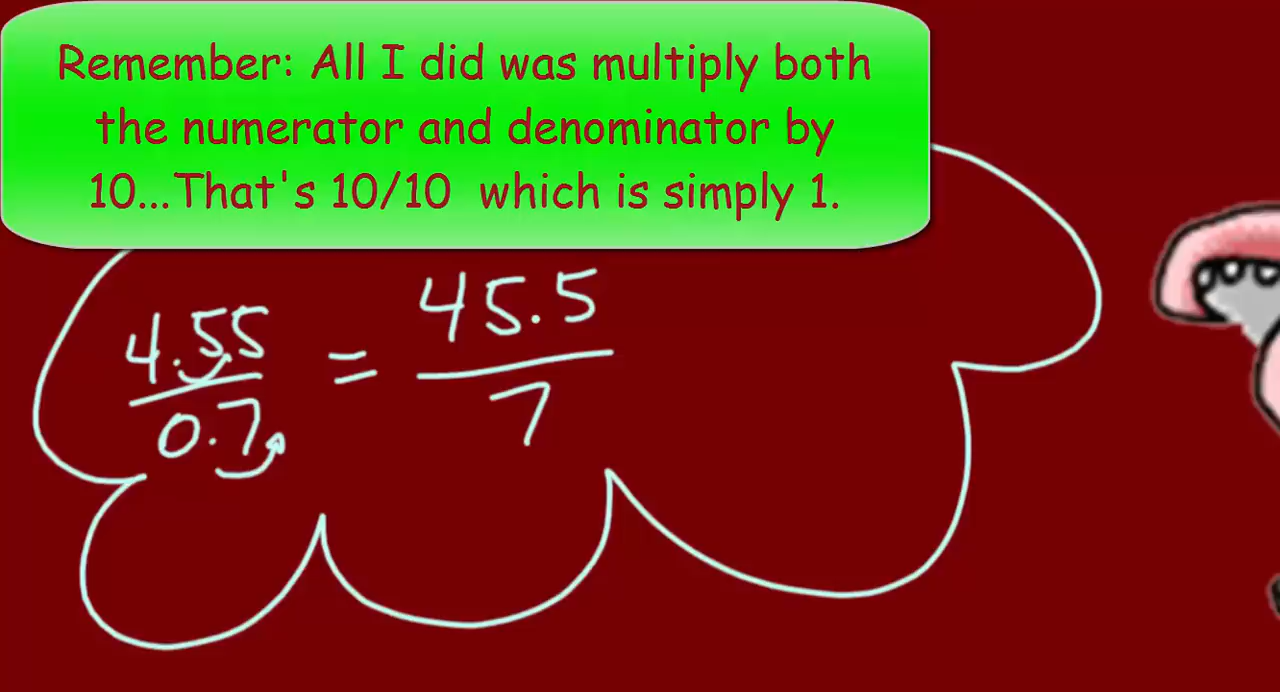 Remember: All I did was multiply both
the numerator and denominator by
10...That's 10/10 which is simply 1.
4.55 = 45.5
0.7 7